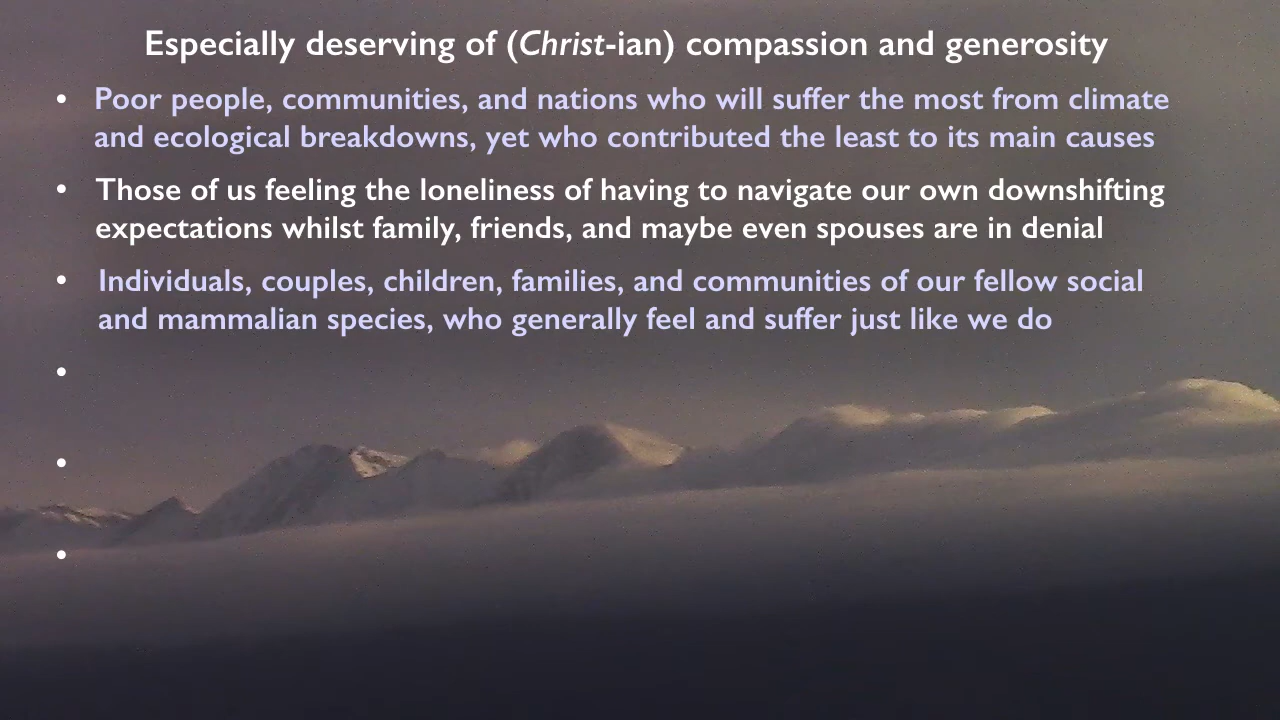 Especially deserving of (Christ-ian) compassion and generosity
• Poor people, communities, and nations who will suffer the most from climate
and ecological breakdowns, yet who contributed the least to its main causes
• Those of us feeling the loneliness of having to navigate our own downshifting
expectations whilst family, friends, and maybe even spouses are in denial
• Individuals, couples, children, families, and communities of our fellow social
and mammalian species, who generally feel and suffer just like we do
•
•
•